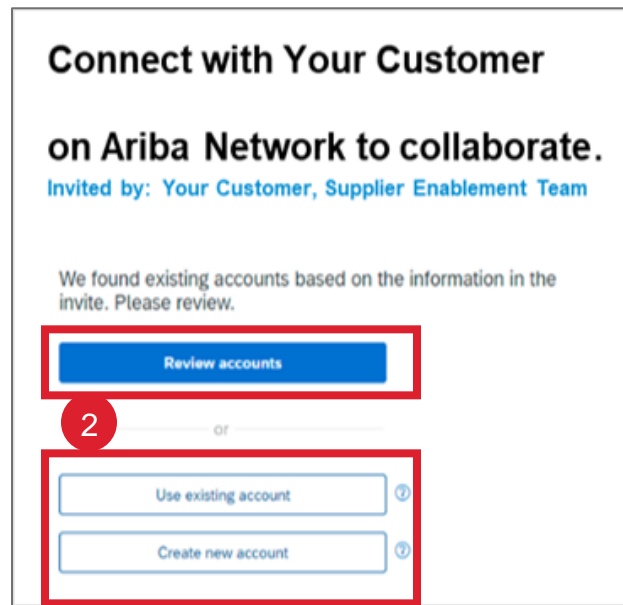 Connect with Your Customer
on Ariba Network to collaborate.
Invited by: Your Customer, Supplier Enablement Team
We found existing accounts based on the information in the
invite. Please review.
Review accounts
2
or
Use existing account
?
Create new account
?